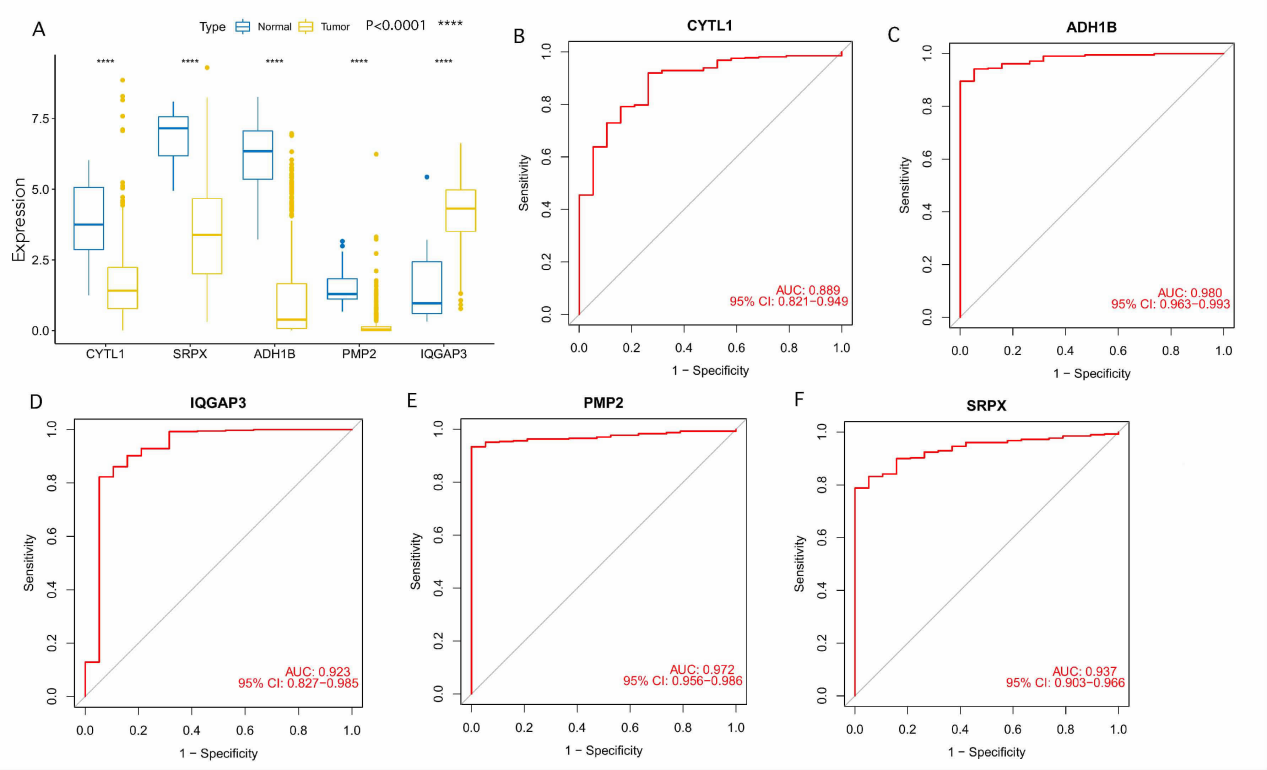 A
Type Normal Tumor P<0.0001 ****
**** **** **** **** ****
Expression
7.5
5.0
2.5
0.0
CYTL1 SRPX ADH1B PMP2 IQGAP3
B
CYTL1
Sensitivity
1.0
0.8
0.6
0.4
0.2
0.0
AUC: 0.889
95% CI: 0.821−0.949
0.0 0.2 0.4 0.6 0.8 1.0
1 − Specificity
C
ADH1B
Sensitivity
1.0
0.8
0.6
0.4
0.2
0.0
AUC: 0.980
95% CI: 0.963−0.993
0.0 0.2 0.4 0.6 0.8 1.0
1 − Specificity
D
IQGAP3
Sensitivity
1.0
0.8
0.6
0.4
0.2
0.0
AUC: 0.923
95% CI: 0.827−0.985
0.0 0.2 0.4 0.6 0.8 1.0
1 − Specificity
E
PMP2
Sensitivity
1.0
0.8
0.6
0.4
0.2
0.0
AUC: 0.972
95% CI: 0.956−0.986
0.0 0.2 0.4 0.6 0.8 1.0
1 − Specificity
F
SRPX
Sensitivity
1.0
0.8
0.6
0.4
0.2
0.0
AUC: 0.937
95% CI: 0.903−0.966
0.0 0.2 0.4 0.6 0.8 1.0
1 − Specificity